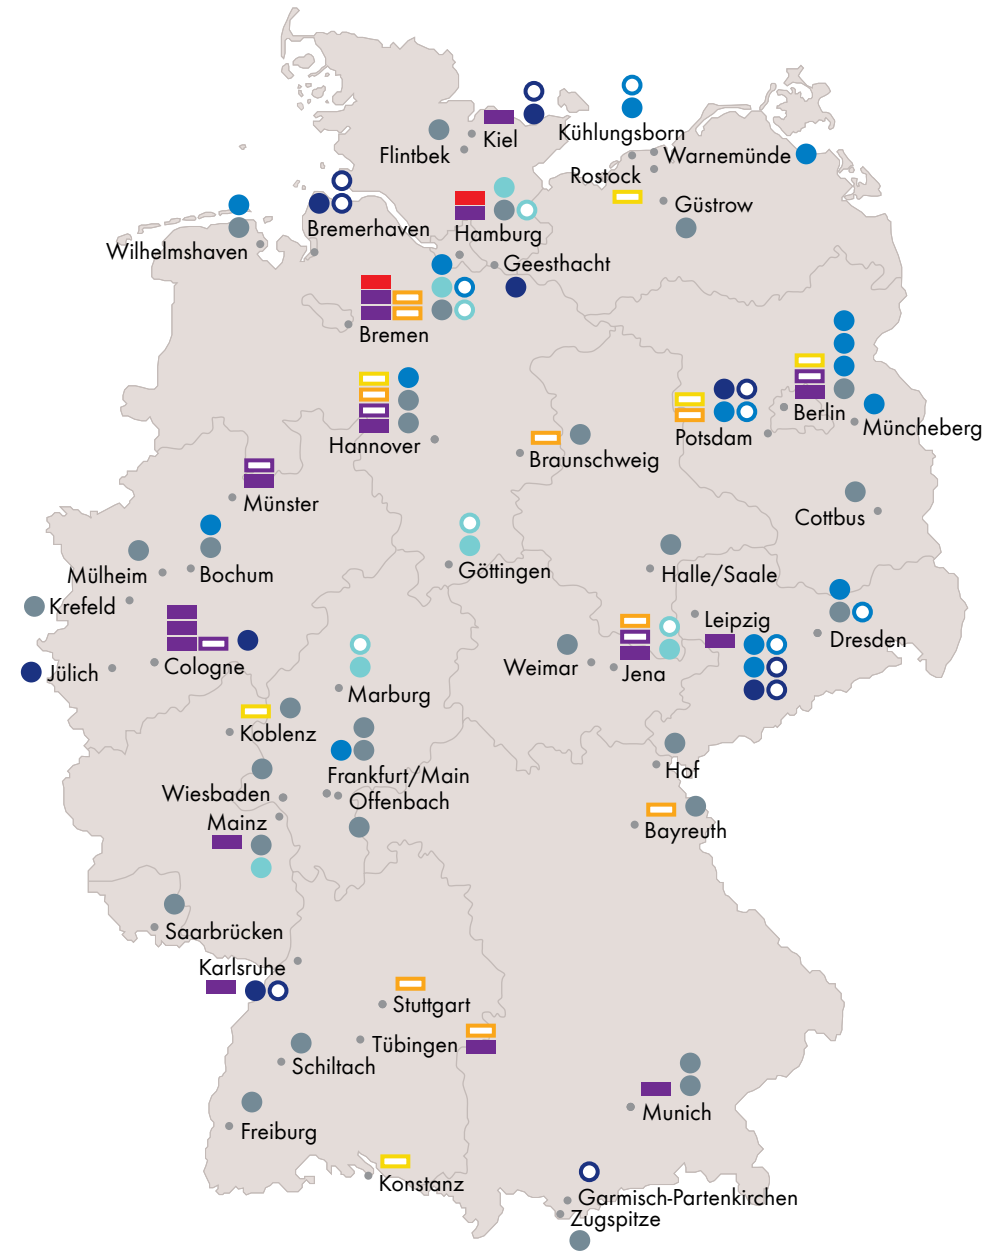 Kühlungsborn
Kiel
Flintbek
Warnemünde
Rostock
Güstrow
Bremerhaven
Hamburg
Wilhelmshaven
Geesthacht
Bremen
Berlin
Müncheberg
Potsdam
Hannover
Braunschweig
Münster
Cottbus
Göttingen
Halle/Saale
Mülheim
Bochum
Krefeld
Leipzig
Dresden
Cologne
Weimar
Jena
Jülich
Marburg
Koblenz
Hof
Frankfurt/Main
Wiesbaden
Offenbach
Mainz
Bayreuth
Saarbrücken
Karlsruhe
Stuttgart
Tübingen
Schiltach
Munich
Freiburg
Konstanz
Garmisch-Partenkirchen
Zugspitze